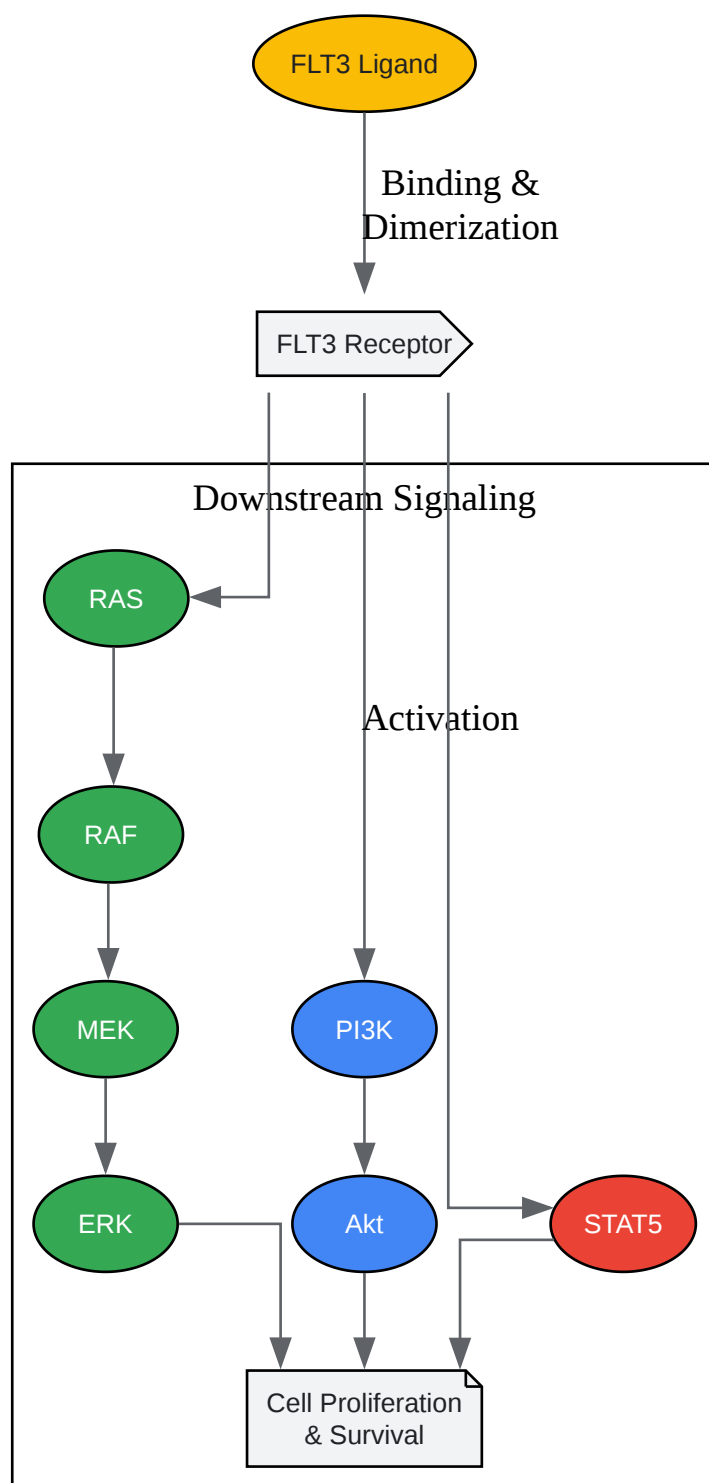 FLT3 Ligand
Binding &
Dimerization
FLT3 Receptor
Downstream Signaling
RAS
Activation
RAF
MEK
PI3K
ERK
Akt
STAT5
Cell Proliferation
& Survival